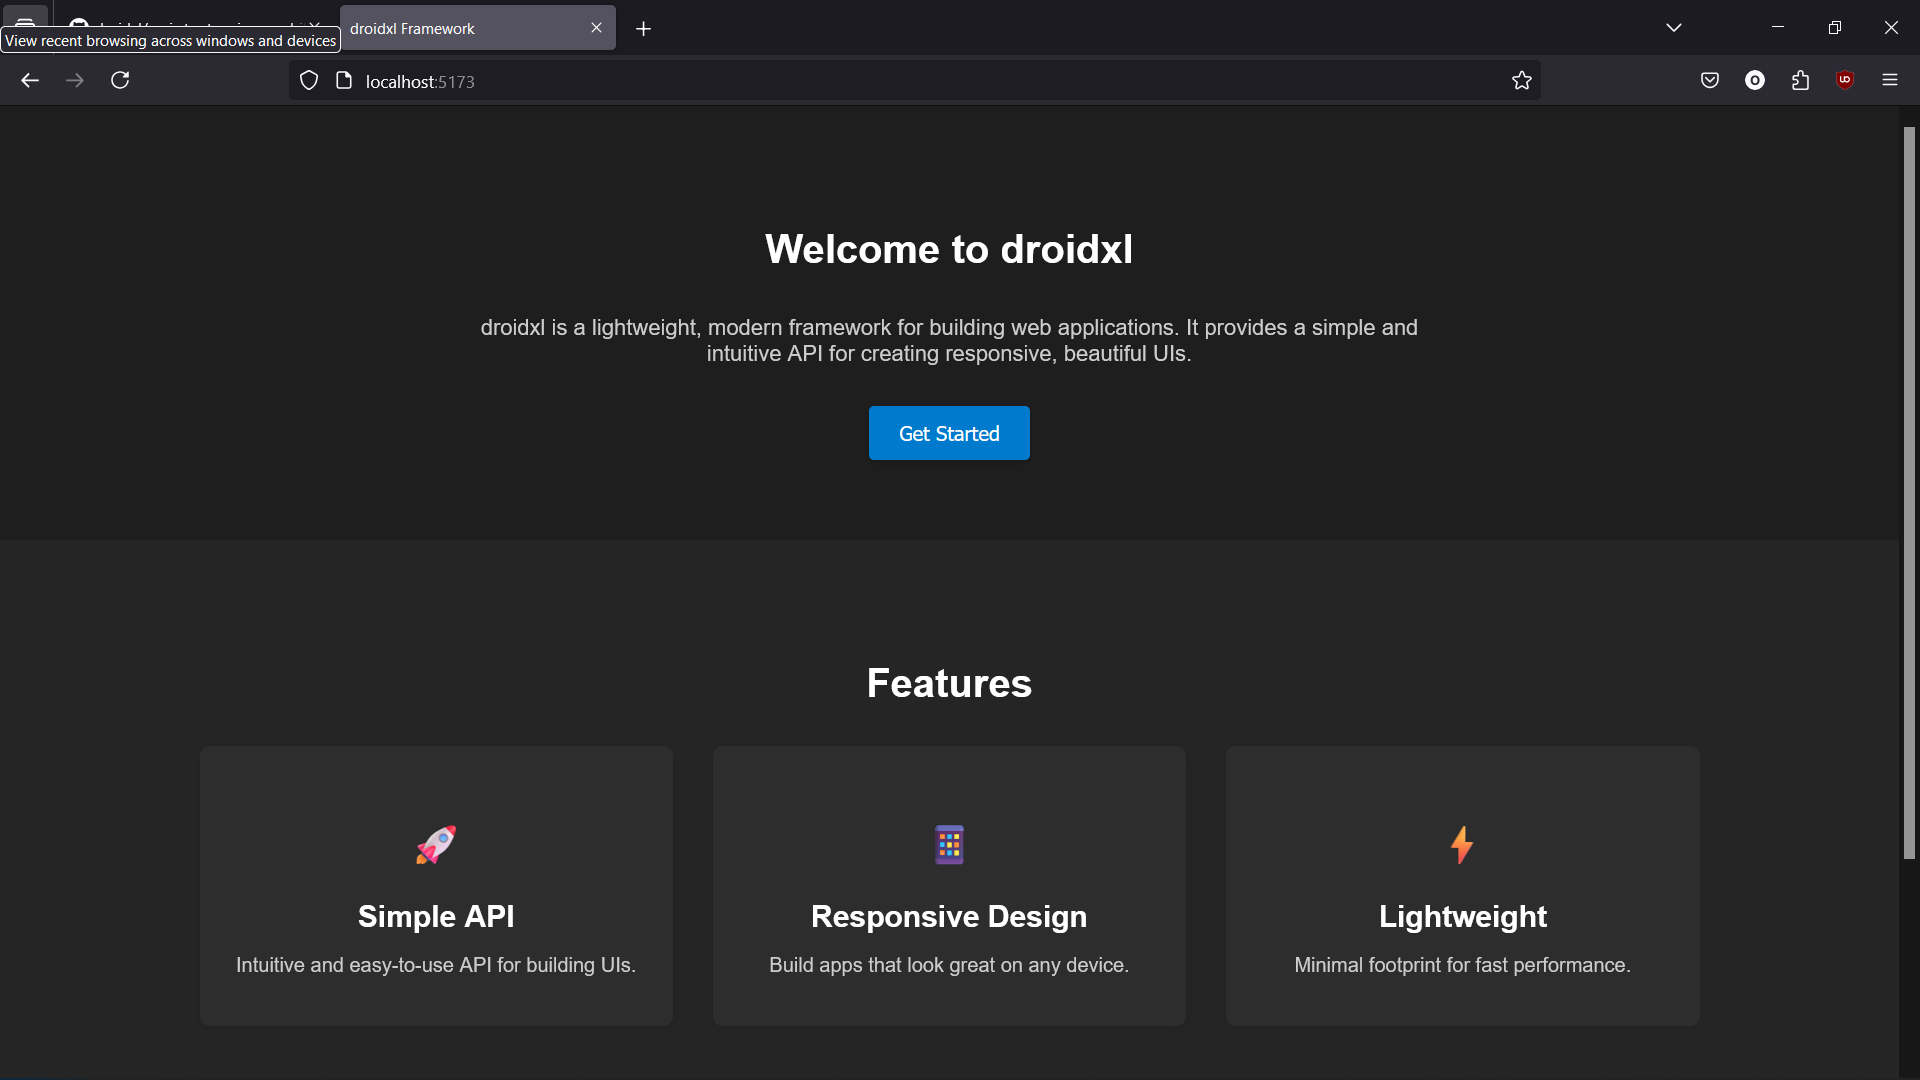 View recent browsing across windows and devices
droidxl Framework
localhost:5173
Welcome to droidxl
droidxl is a lightweight, modern framework for building web applications. It provides a simple and
intuitive API for creating responsive, beautiful UIs.
Get Started
Features
Simple API
Intuitive and easy-to-use API for building UIs.
Responsive Design
Build apps that look great on any device.
Lightweight
Minimal footprint for fast performance.